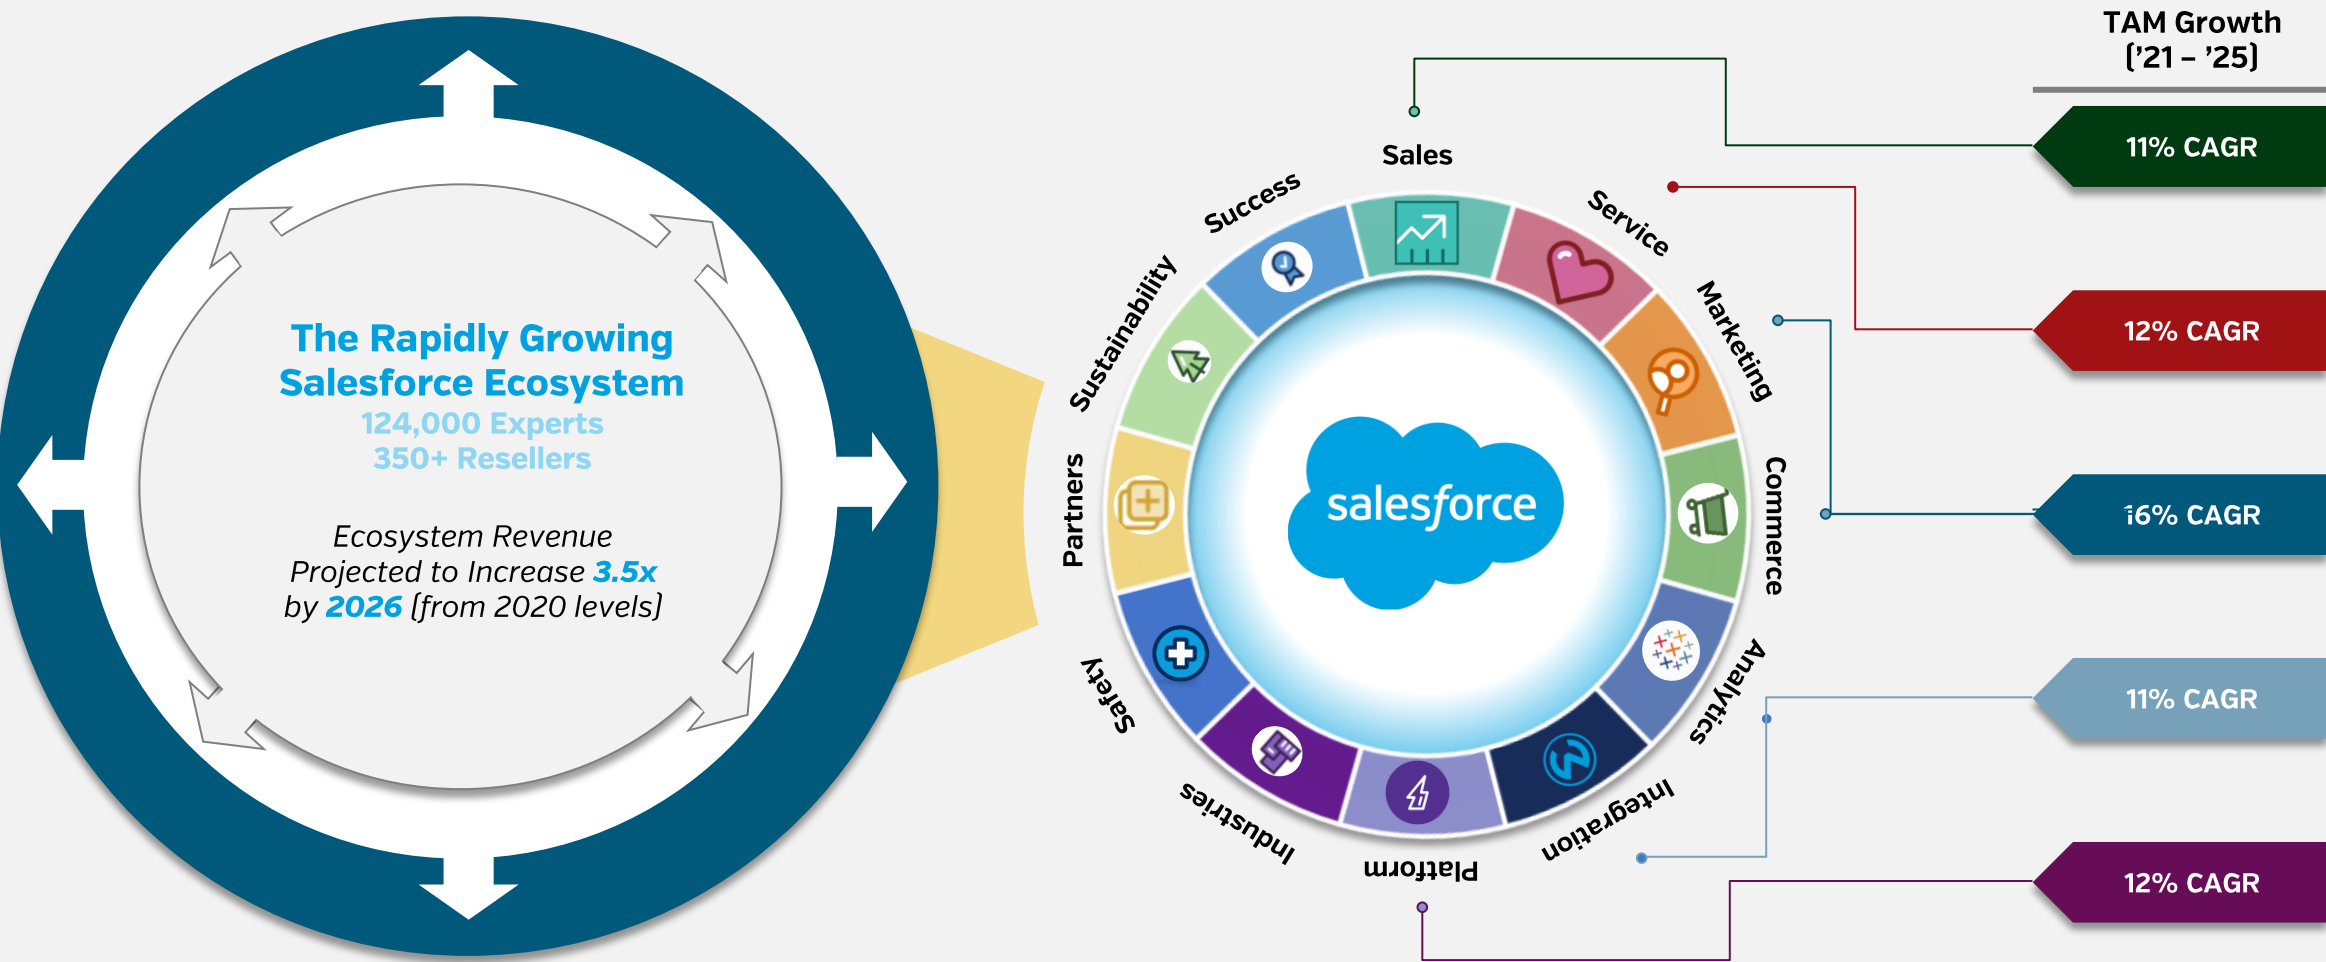 TAM Growth
(’21 – ’25)
The Rapidly Growing
Salesforce Ecosystem
124,000 Experts
350+ Resellers
Ecosystem Revenue
Projected to Increase 3.5x
by 2026 (from 2020 levels)
Sales
Service
Marketing
Commerce
Analytics
Integration
Platform
Industries
Safety
Partners
Sustainability
Success
salesforce
11% CAGR
12% CAGR
16% CAGR
11% CAGR
12% CAGR